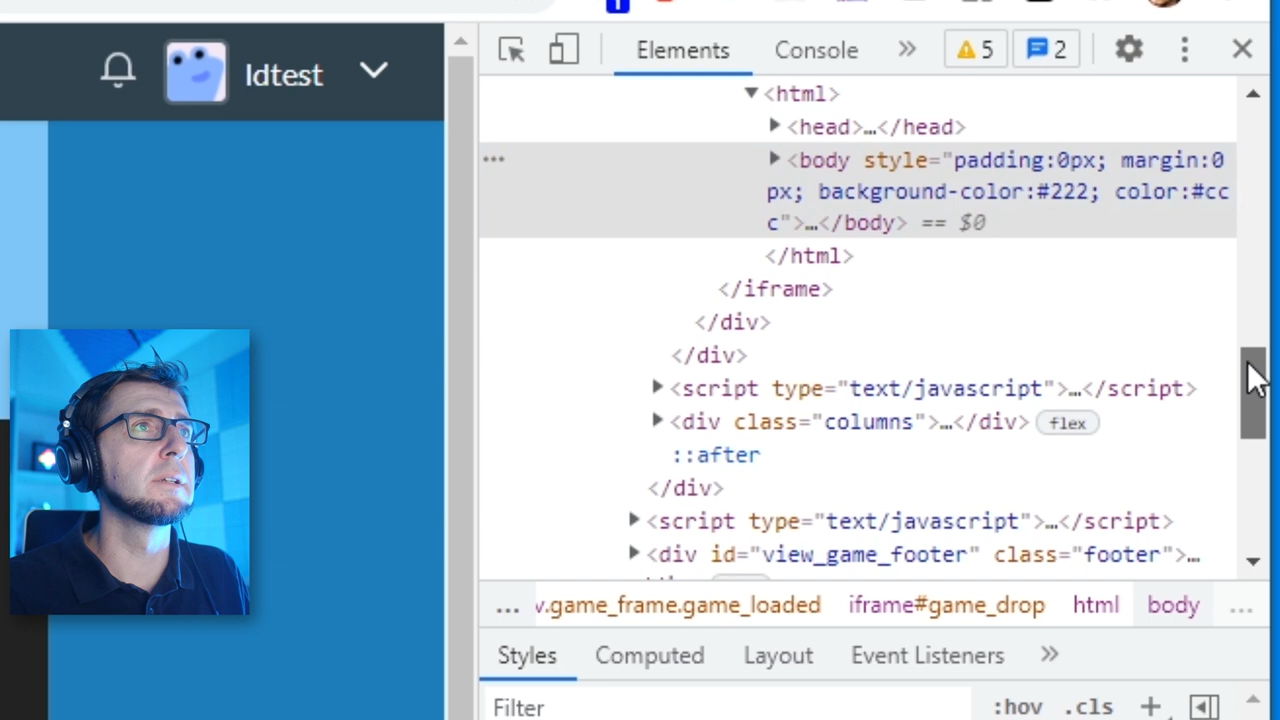 ldtest
Elements
Console
5
2
<html>
<head>…</head>
<body style="padding:0px; margin:0
px; background-color:#222; color:#cc
c">…</body> == $0
</html>
</iframe>
</div>
</div>
<script type="text/javascript">…</script>
<div class="columns">…</div> flex
::after
</div>
<script type="text/javascript">…</script>
<div id="view_game_footer" class="footer">…
... v.game_frame.game_loaded iframe#game_drop html body ...
Styles
Computed
Layout
Event Listeners
Filter
:hov .cls